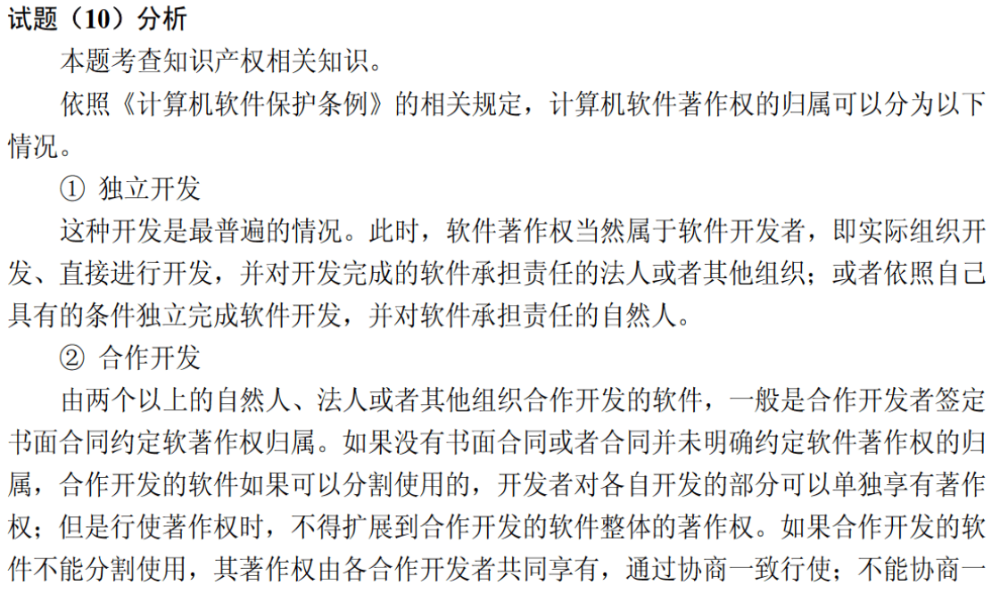 试题（10）分析
本题考查知识产权相关知识。
依照《计算机软件保护条例》的相关规定，计算机软件著作权的归属可以分为以下
情况。
① 独立开发
这种开发是最普遍的情况。此时，软件著作权当然属于软件开发者，即实际组织开
发、直接进行开发，并对开发完成的软件承担责任的法人或者其他组织；或者依照自己
具有的条件独立完成软件开发，并对软件承担责任的自然人。
② 合作开发
由两个以上的自然人、法人或者其他组织合作开发的软件，一般是合作开发者签定
书面合同约定软著作权归属。如果没有书面合同或者合同并未明确约定软件著作权的归
属，合作开发的软件如果可以分割使用的，开发者对各自开发的部分可以单独享有著作
权；但是行使著作权时，不得扩展到合作开发的软件整体的著作权。如果合作开发的软
件不能分割使用，其著作权由各合作开发者共同享有，通过协商一致行使；不能协商一